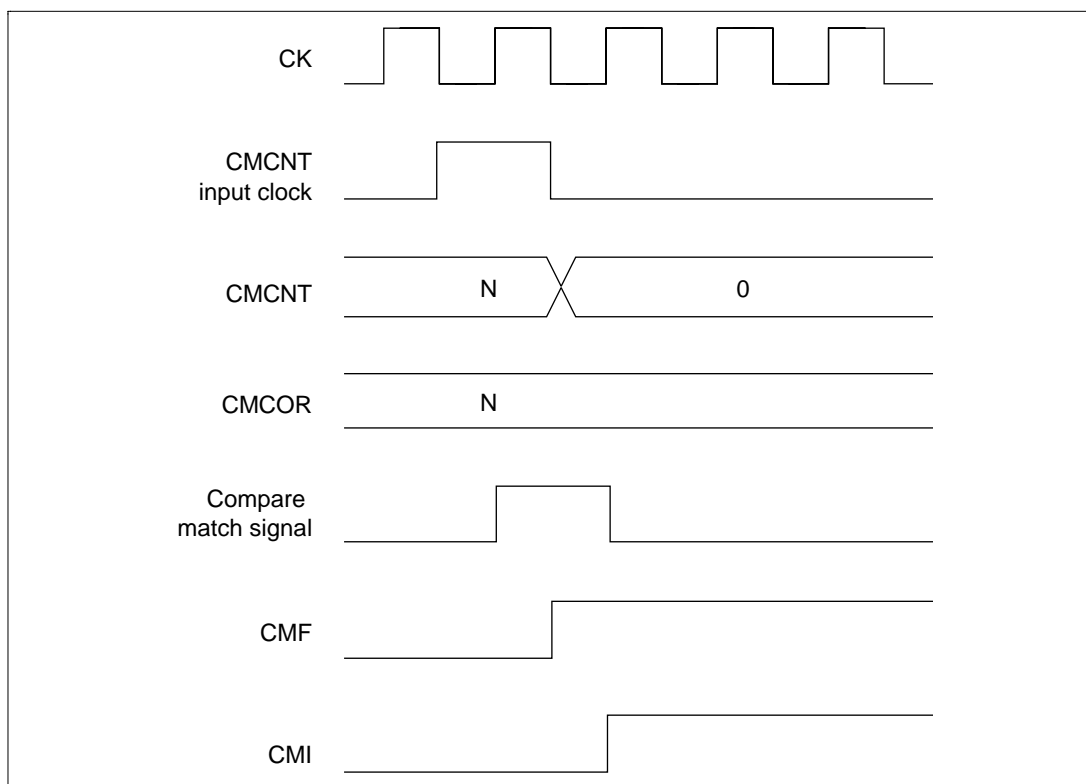 CK
CMCNT
input clock
CMCNT
N
0
CMCOR
N
Compare
match signal
CMF
CMI